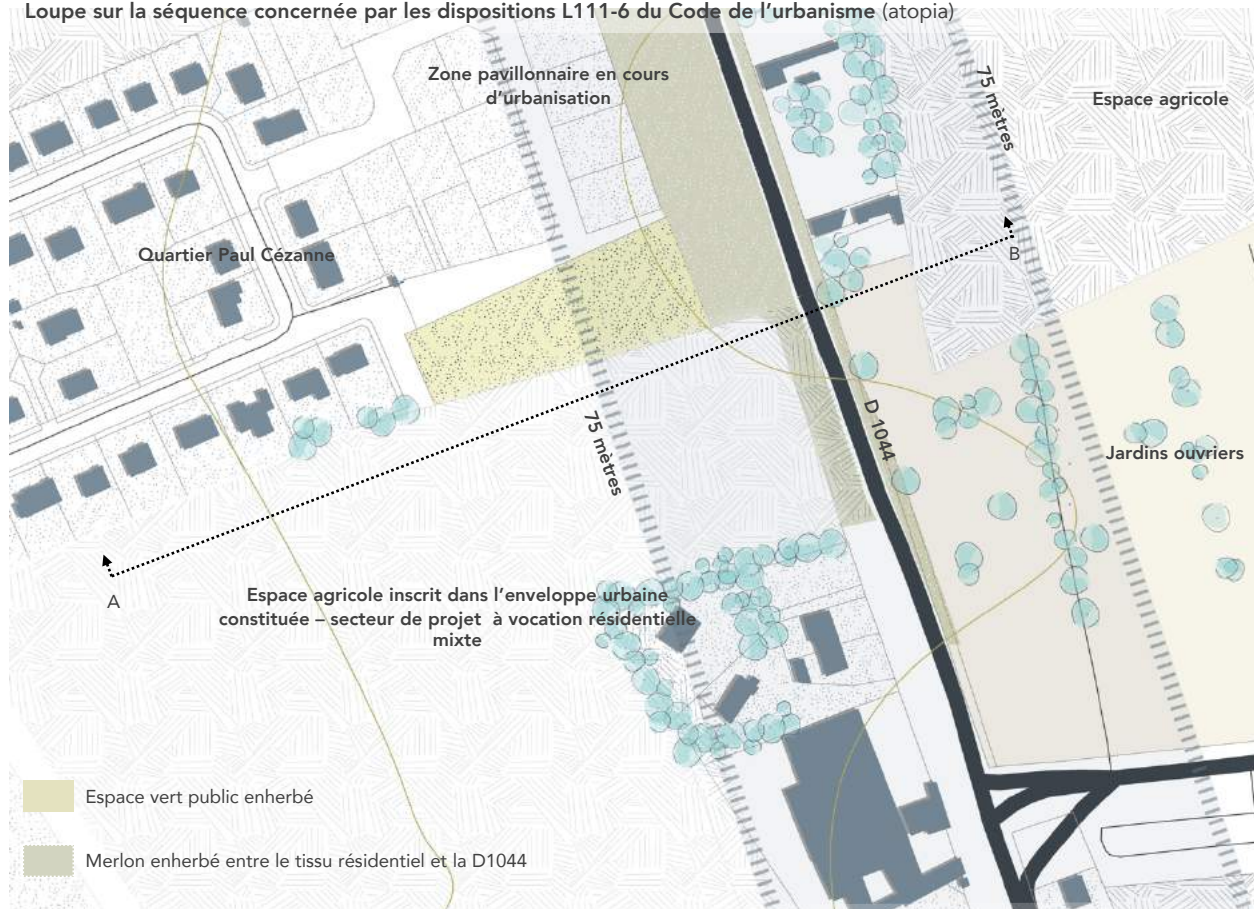 Loupe sur la séquence concernée par les dispositions L111-6 du Code de l'urbanisme (atopia)
Zone pavillonnaire en cours
d'urbanisation
75 mètres
Espace agricole
Quartier Paul Cézanne
B
75 mètres
D 1044
Jardins ouvriers
A
Espace agricole inscrit dans l'enveloppe urbaine
constituée – secteur de projet à vocation résidentielle
mixte
Espace vert public enherbé
Merlon enherbé entre le tissu résidentiel et la D1044